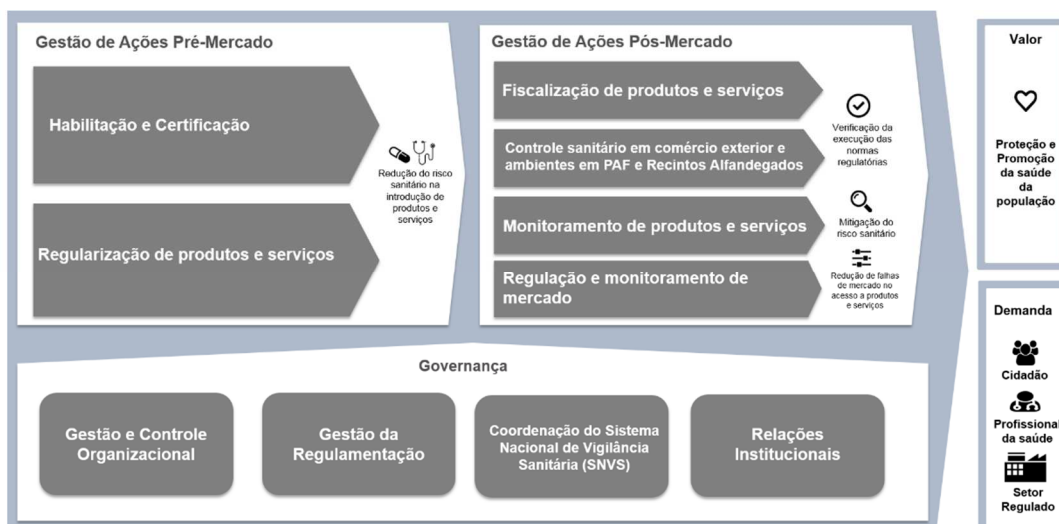 Gestão de Ações Pré-Mercado
Habilitação e Certificação
Regularização de produtos e serviços
Redução do risco
sanitário na
introdução de
produtos e
serviços
Gestão de Ações Pós-Mercado
Fiscalização de produtos e serviços
Controle sanitário em comércio exterior e
ambientes em PAF e Recintos Alfandegados
Monitoramento de produtos e serviços
Regulação e monitoramento de
mercado
Verificação da
execução das
normas
regulatórias
Mitigação do
risco sanitário
Redução de falhas
de mercado no
acesso a produtos
e serviços
Valor
Proteção e
Promoção
da saúde
da
população
Demanda
Cidadão
Profissional
da saúde
Setor
Regulado
Governança
Gestão e Controle
Organizacional
Gestão da
Regulamentação
Coordenação do Sistema
Nacional de Vigilância
Sanitária (SNVS)
Relações
Institucionais